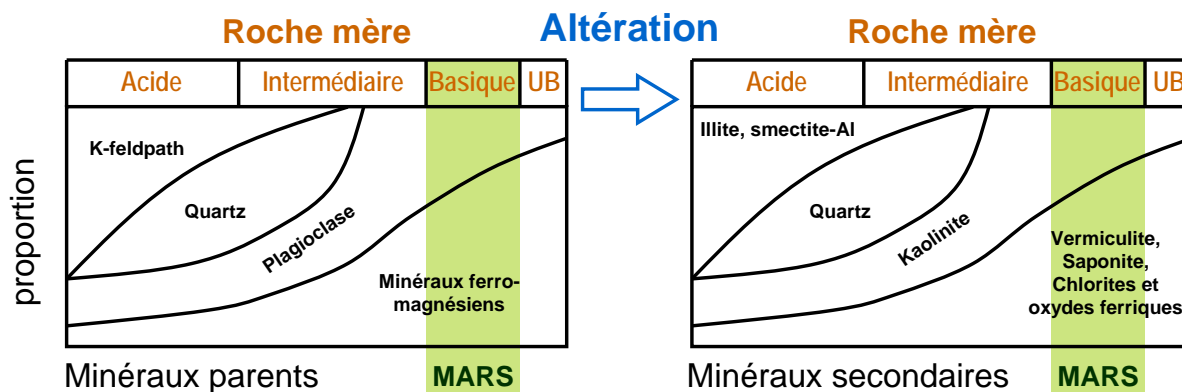 Roche mère
Altération
Roche mère
Acide
Intermédiaire
Basique
UB
Acide
Intermédiaire
Basique
UB
proportion
K-feldpath
Quartz
Plagioclase
Minéraux ferro-
magnésiens
Illite, smectite-Al
Quartz
Kaolinite
Vermiculite,
Saponite,
Chlorites et
oxydes ferriques
Minéraux parents
MARS
Minéraux secondaires
MARS